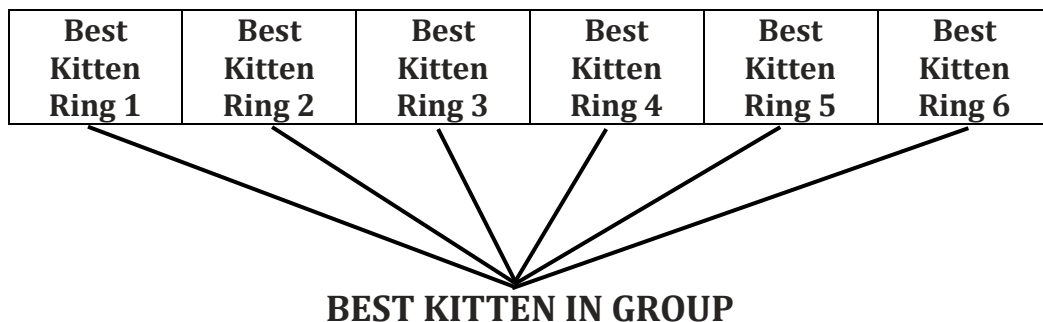 Best Kitten Ring 1
Best Kitten Ring 2
Best Kitten Ring 3
Best Kitten Ring 4
Best Kitten Ring 5
Best Kitten Ring 6
BEST KITTEN IN GROUP